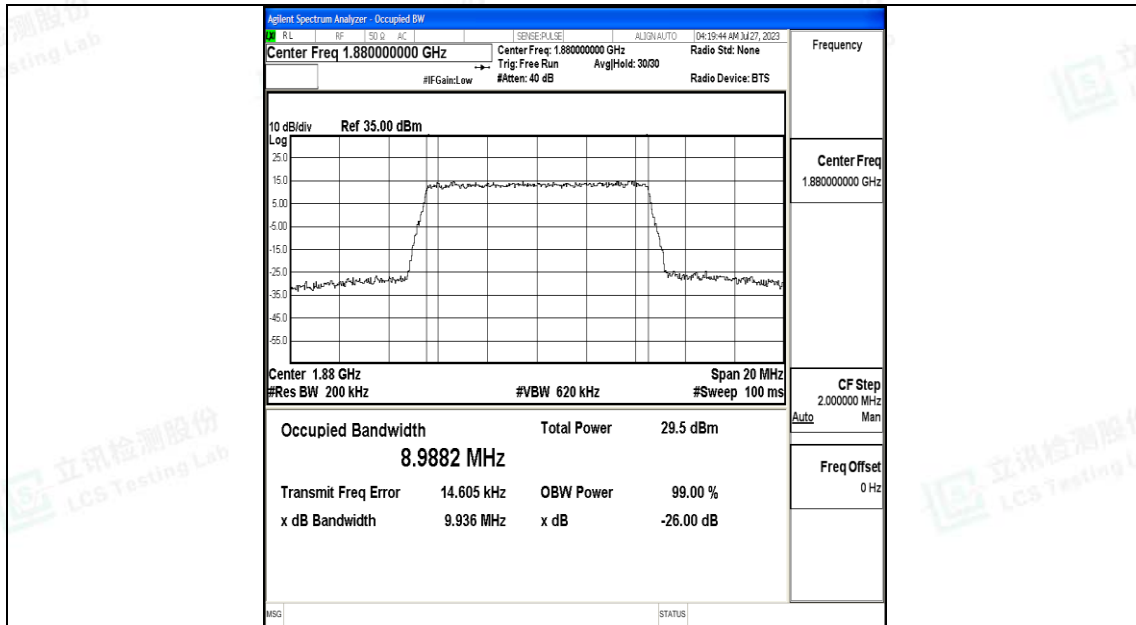 Agilent Spectrum Analyzer - Occupied BW
RL RF 50 Ω AC SENSE:PULSE ALIGNAUTO 04:19:44 AM Jul 27, 2023
Center Freq 1.880000000 GHz
Center Freq: 1.880000000 GHz Radio Std: None
Trig: Free Run Avg|Hold: 30/30
#IFGain:Low #Atten: 40 dB Radio Device: BTS
10 dB/div Ref 35.00 dBm
Log
25.0
15.0
5.00
-5.00
-15.0
-25.0
-35.0
-45.0
-55.0
Center 1.88 GHz Span 20 MHz
#Res BW 200 kHz #VBW 620 kHz #Sweep 100 ms
Occupied Bandwidth Total Power 29.5 dBm
8.9882 MHz
Transmit Freq Error 14.605 kHz OBW Power 99.00 %
x dB Bandwidth 9.936 MHz x dB -26.00 dB
MSG STATUS
Frequency
Center Freq
1.880000000 GHz
CF Step
2.000000 MHz
Auto Man
Freq Offset
0 Hz
立讯检测股份
LCS Testing Lab